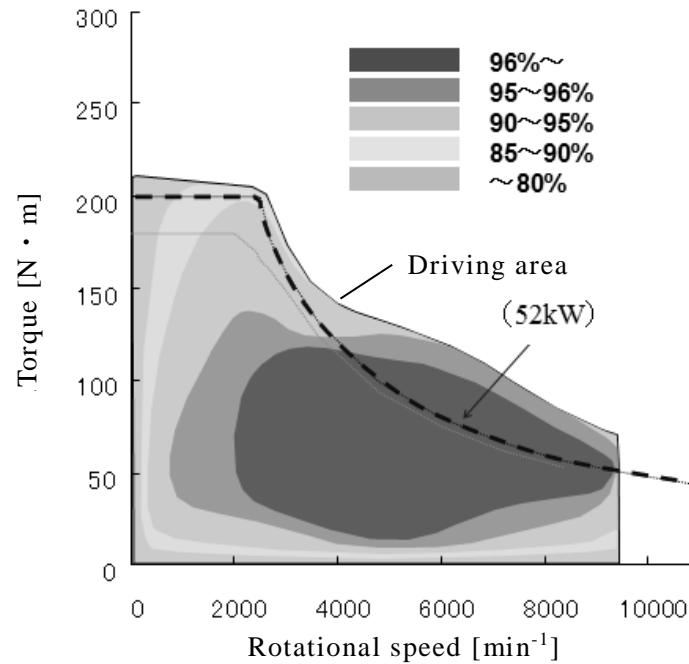 300
250
200
150
100
50
0
Torque [N・m]
96%～
95～96%
90～95%
85～90%
～80%
Driving area
(52kW)
0 2000 4000 6000 8000 10000
Rotational speed [min-1]